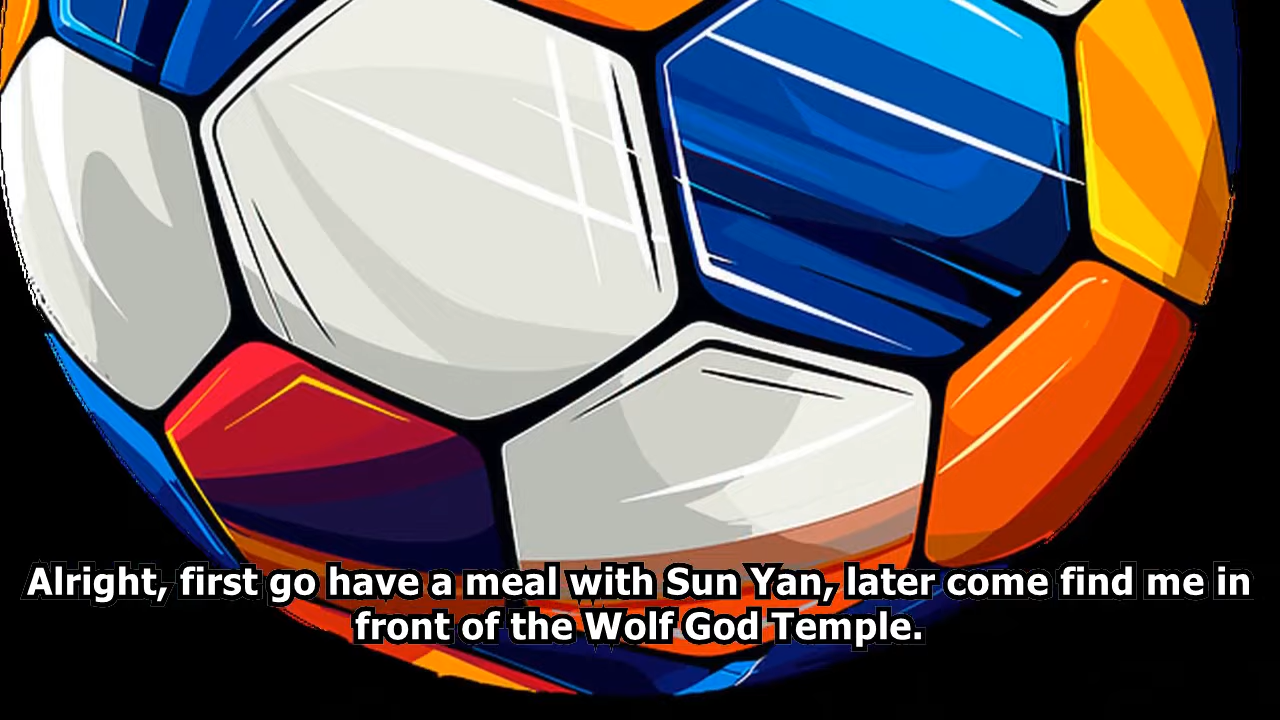 Alright, first go have a meal with Sun Yan, later come find me in
front of the Wolf God Temple.